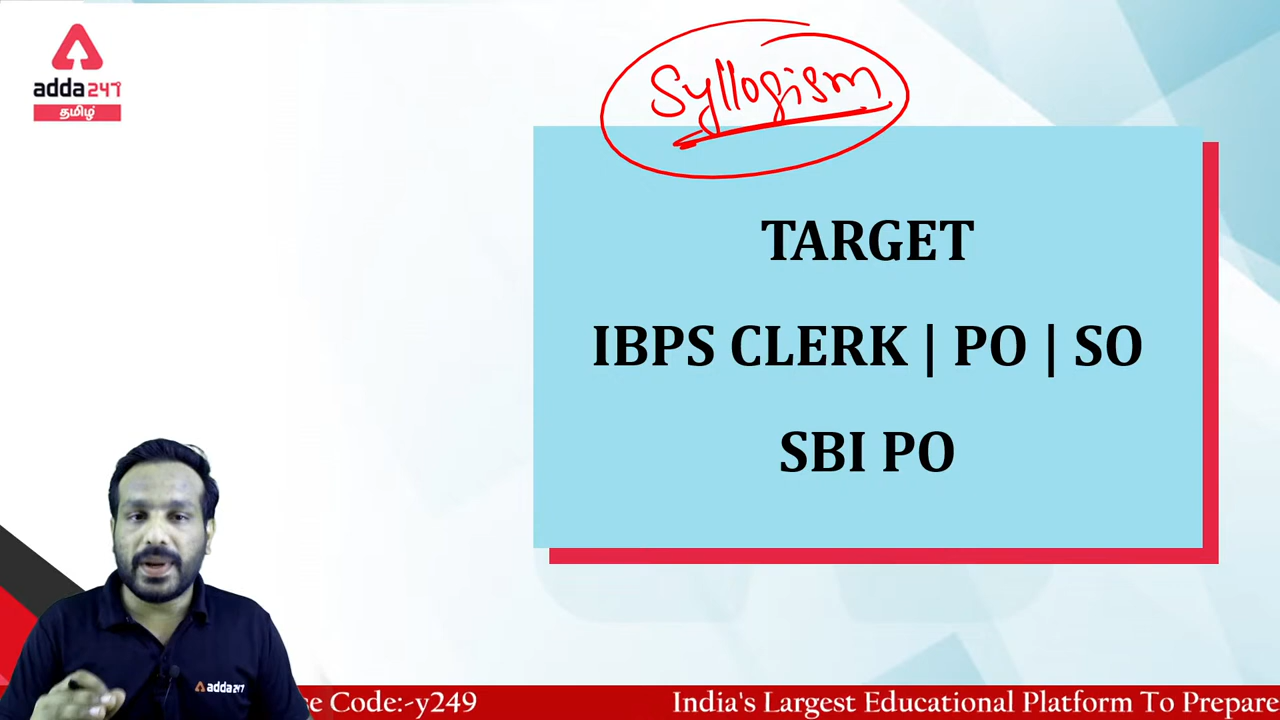 adda247
தமிழ்
Syllogism
TARGET
IBPS CLERK | PO | SO
SBI PO
adda247
Code:-y249
India's Largest Educational Platform To Prepare